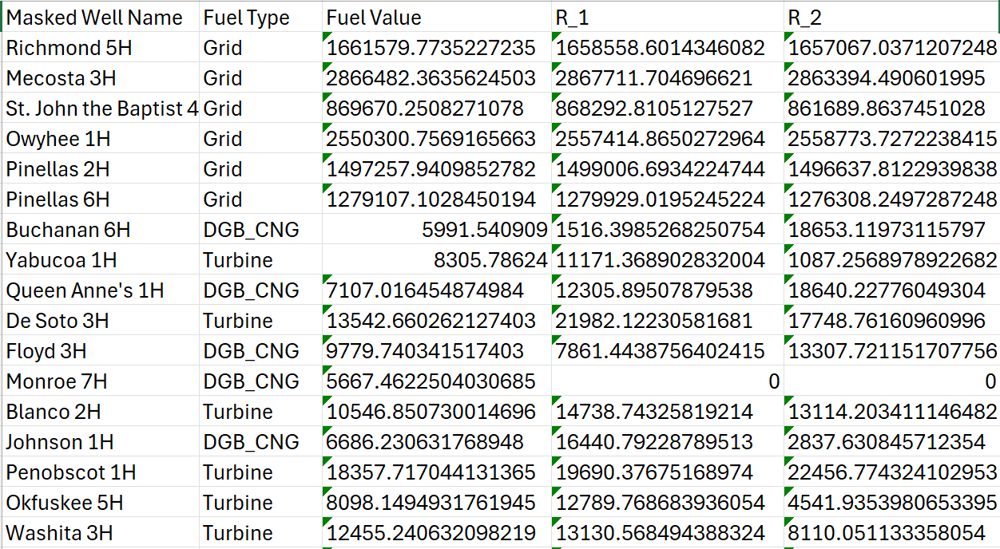 Masked Well Name Fuel Type Fuel Value R_1 R_2
Richmond 5H Grid 1661579.7735227235 1658558.6014346082 1657067.0371207248
Mecosta 3H Grid 2866482.3635624503 2867711.704696621 2863394.490601995
St. John the Baptist 4 Grid 869670.2508271078 868292.8105127527 861689.8637451028
Owyhee 1H Grid 2550300.7569165663 2557414.8650272964 2558773.7272238415
Pinellas 2H Grid 1497257.9409852782 1499006.6934224744 1496637.8122939838
Pinellas 6H Grid 1279107.1028450194 1279929.0195245224 1276308.2497287248
Buchanan 6H DGB_CNG 5991.540909 1516.3985268250754 18653.11973115797
Yabucoa 1H Turbine 8305.78624 11171.368902832004 1087.2568978922682
Queen Anne's 1H DGB_CNG 7107.016454874984 12305.89507879538 18640.22776049304
De Soto 3H Turbine 13542.660262127403 21982.12230581681 17748.76160960996
Floyd 3H DGB_CNG 9779.740341517403 7861.4438756402415 13307.721151707756
Monroe 7H DGB_CNG 5667.4622504030685 0 0
Blanco 2H Turbine 10546.850730014696 14738.74325819214 13114.203411146482
Johnson 1H DGB_CNG 6686.230631768948 16440.79228789513 2837.630845712354
Penobscot 1H Turbine 18357.717044131365 19690.37675168974 22456.774324102953
Okfuskee 5H Turbine 8098.1494931761945 12789.768683936054 4541.9353980653395
Washita 3H Turbine 12455.240632098219 13130.568494388324 8110.051133358054